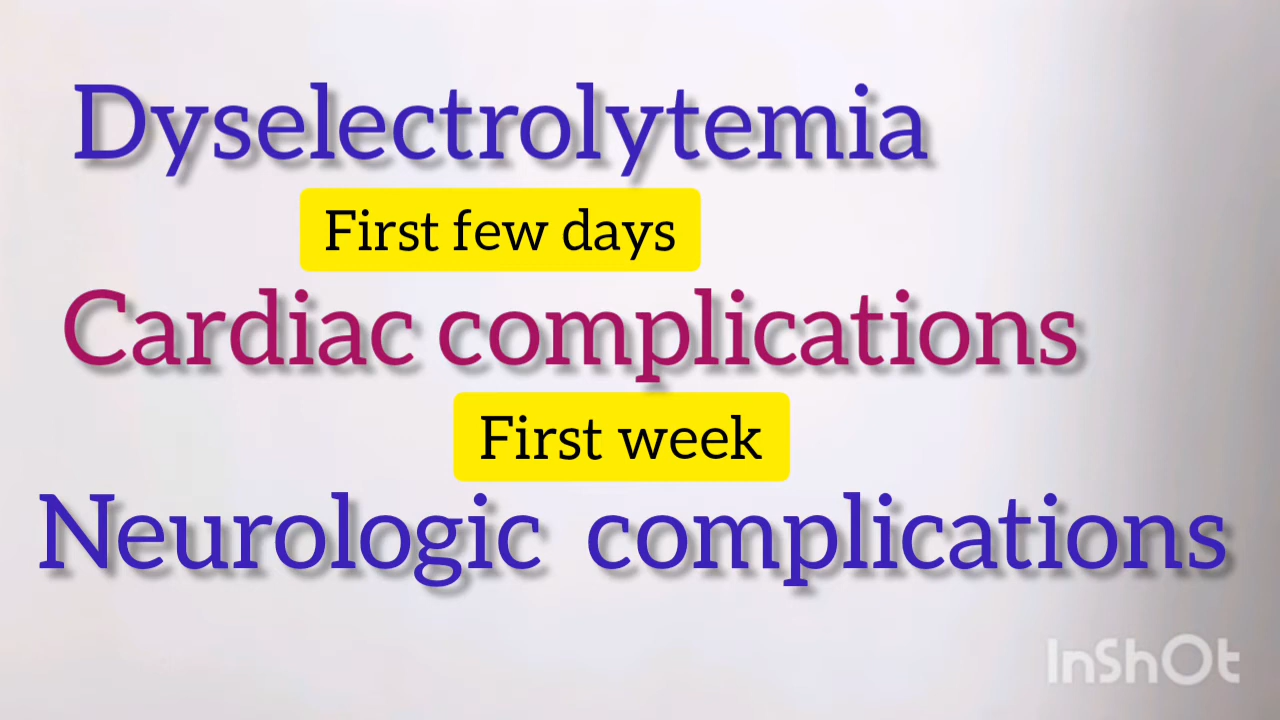 Dyselectrolytemia
First few days
Cardiac complications
First week
Neurologic complications
InShOt